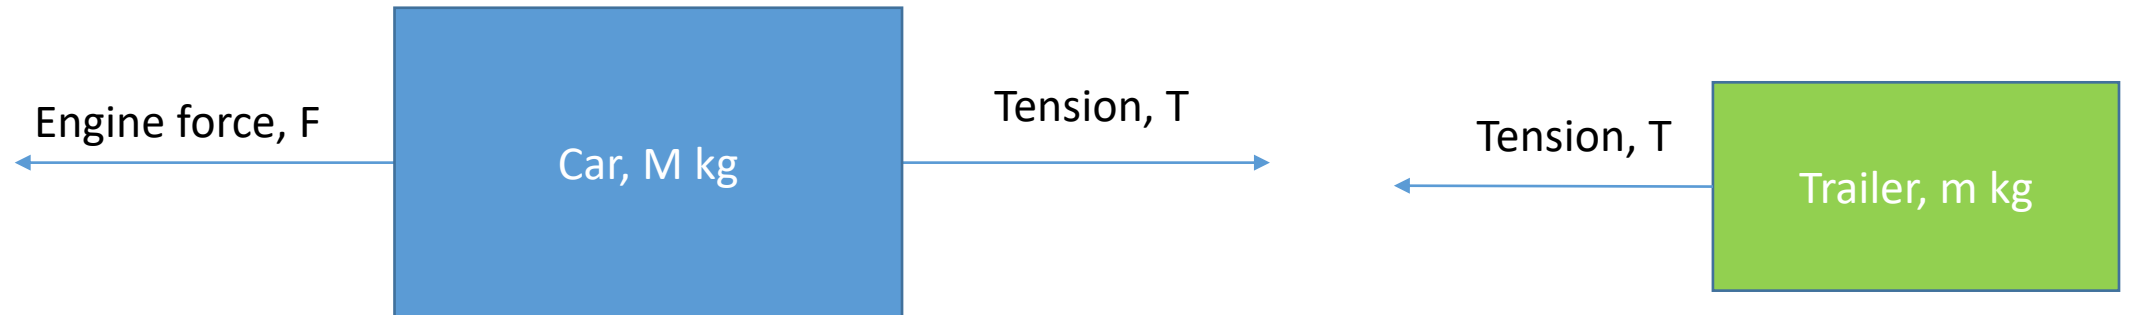 Engine force, F
Car, M kg
Tension, T
Tension, T
Trailer, m kg